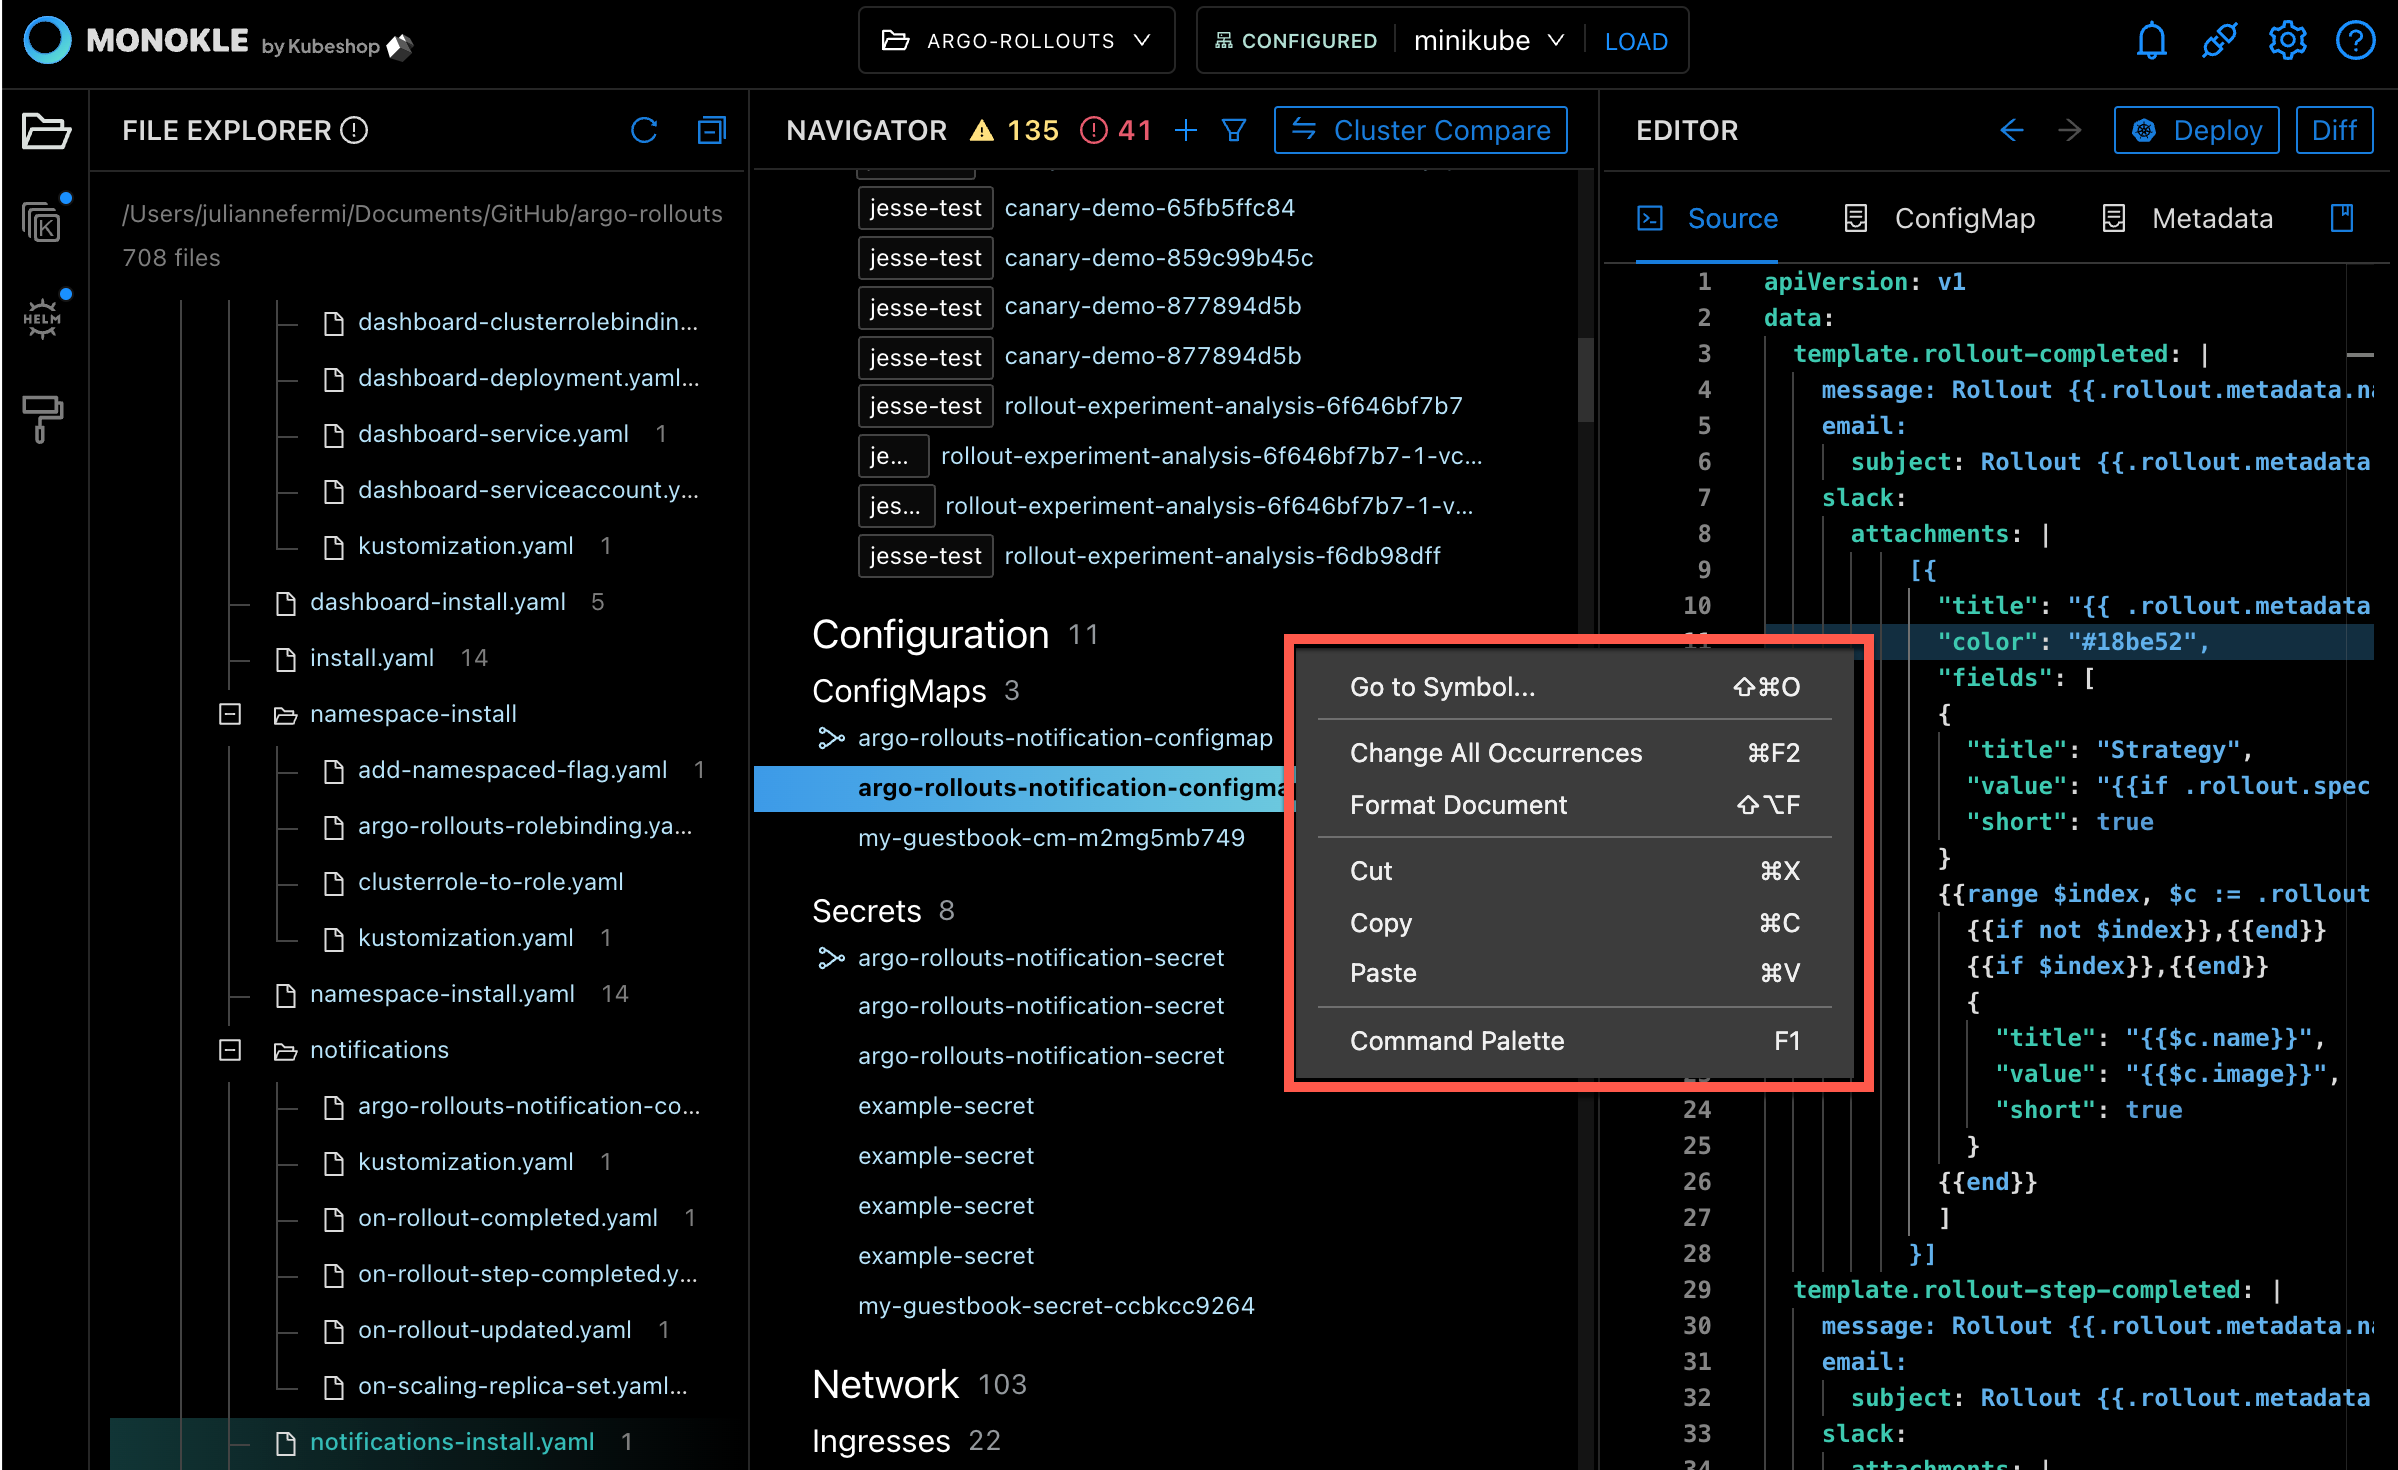 MONOKLE by Kubeshop
ARGO-ROLLOUTS
CONFIGURED minikube LOAD
FILE EXPLORER
/Users/juliannefermi/Documents/GitHub/argo-rollouts
708 files
dashboard-clusterrolebindin...
dashboard-deployment.yaml...
dashboard-service.yaml 1
dashboard-serviceaccount.y...
kustomization.yaml 1
dashboard-install.yaml 5
install.yaml 14
namespace-install
add-namespaced-flag.yaml 1
argo-rollouts-rolebinding.ya...
clusterrole-to-role.yaml
kustomization.yaml 1
namespace-install.yaml 14
notifications
argo-rollouts-notification-co...
kustomization.yaml 1
on-rollout-completed.yaml 1
on-rollout-step-completed.y...
on-rollout-updated.yaml 1
on-scaling-replica-set.yaml...
notifications-install.yaml 1
HELM
K
NAVIGATOR 135 41 Cluster Compare
jesse-test canary-demo-65fb5ffc84
jesse-test canary-demo-859c99b45c
jesse-test canary-demo-877894d5b
jesse-test canary-demo-877894d5b
jesse-test rollout-experiment-analysis-6f646bf7b7
je... rollout-experiment-analysis-6f646bf7b7-1-vc...
jes... rollout-experiment-analysis-6f646bf7b7-1-v...
jesse-test rollout-experiment-analysis-f6db98dff
Configuration 11
ConfigMaps 3
argo-rollouts-notification-configmap
argo-rollouts-notification-configma
my-guestbook-cm-m2mg5mb749
Secrets 8
argo-rollouts-notification-secret
argo-rollouts-notification-secret
argo-rollouts-notification-secret
example-secret
example-secret
example-secret
example-secret
my-guestbook-secret-ccbkcc9264
Network 103
Ingresses 22
Go to Symbol... ⇧⌘O
Change All Occurrences ⌘F2
Format Document ⇧⌥F
Cut ⌘X
Copy ⌘C
Paste ⌘V
Command Palette F1
EDITOR Deploy Diff
Source ConfigMap Metadata
1 apiVersion: v1
2 data:
3 template.rollout-completed: |
4 message: Rollout {{.rollout.metadata.na
5 email:
6 subject: Rollout {{.rollout.metadata
7 slack:
8 attachments: |
9 [{
10 "title": "{{ .rollout.metadata
11 "color": "#18be52",
"fields": [
{
"title": "Strategy",
"value": "{{if .rollout.spec
"short": true
}
{{range $index, $c := .rollout
{{if not $index}},{{end}}
{{if $index}},{{end}}
{
"title": "{{$c.name}}",
"value": "{{$c.image}}",
24 "short": true
25 }
26 {{end}}
27 ]
28 }]
29 template.rollout-step-completed: |
30 message: Rollout {{.rollout.metadata.na
31 email:
32 subject: Rollout {{.rollout.metadata
33 slack:
34 attachments: |